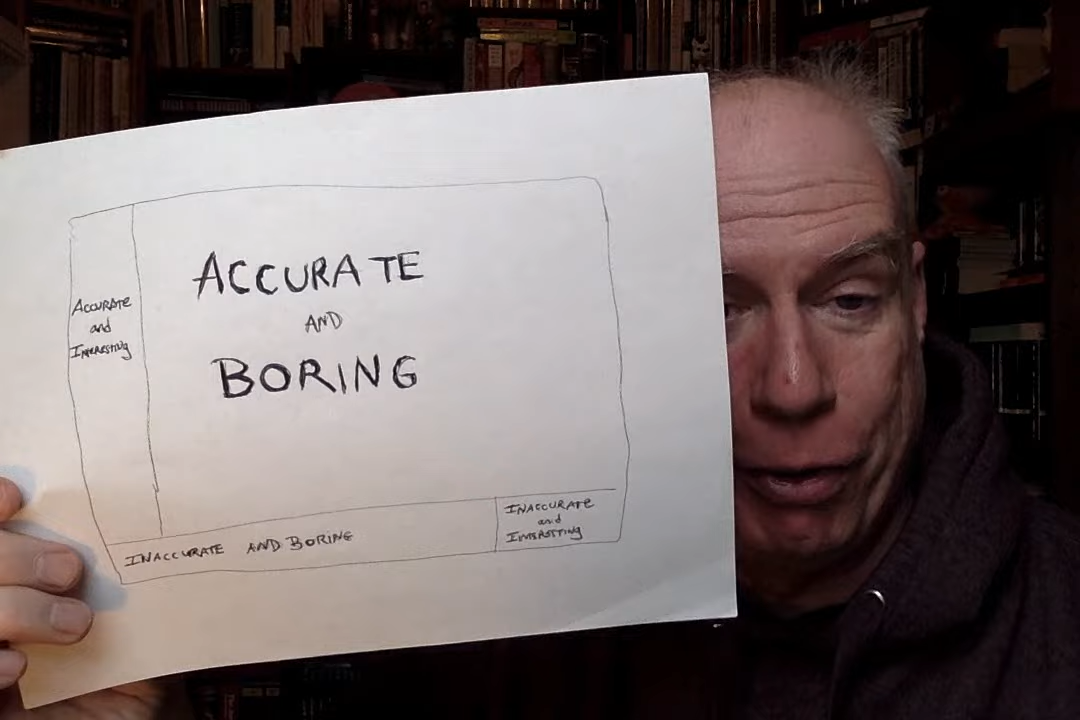 ACCURATE
and
INTERESTING
ACCURATE
AND
BORING
INACCURATE AND BORING
INACCURATE
and
INTERESTING